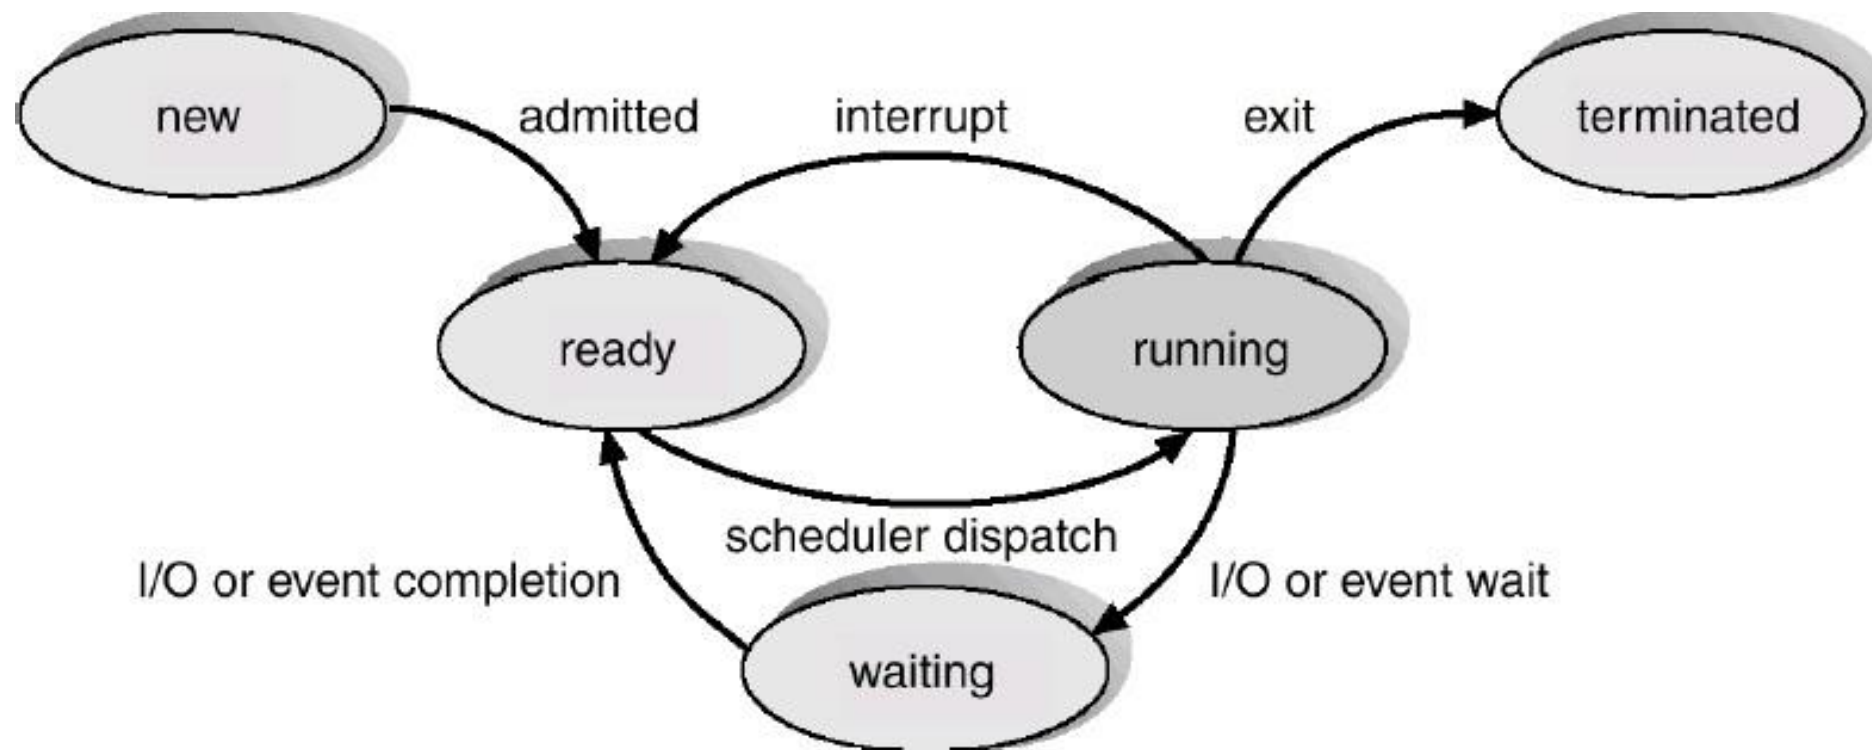 new
admitted
interrupt
exit
terminated
ready
running
scheduler dispatch
I/O or event completion
I/O or event wait
waiting